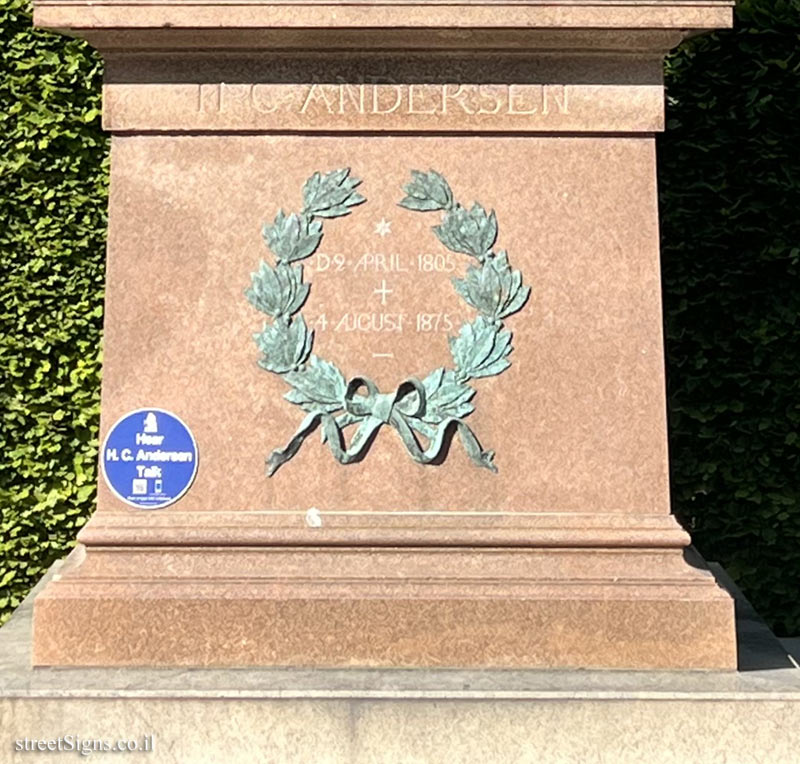 H C ANDERSEN
D 2 · APRIL · 1805
4 AUGUST · 1875
Hear
H. C. Andersen
Talk
streetSigns.co.il